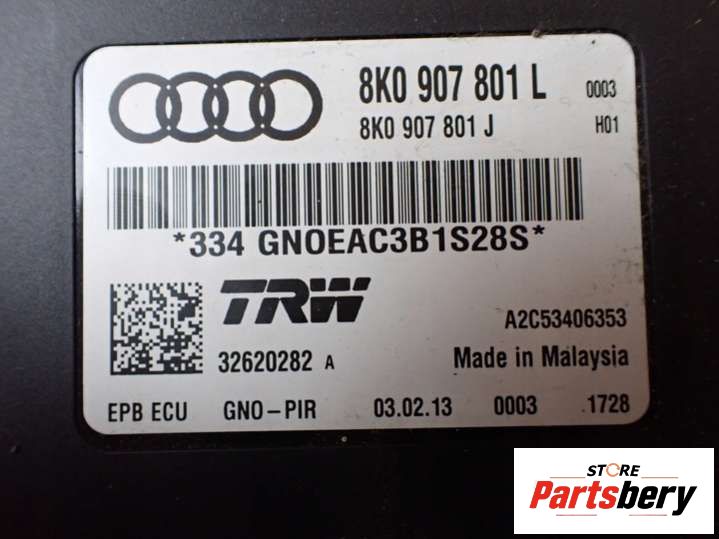 8K0 907 801 L 0003
8K0 907 801 J H01
*334 GNOEAC3B1S28S*
TRW A2C53406353
32620282 A Made in Malaysia
EPB ECU GNO-PIR 03.02.13 0003 1728
STORE
Partsbery